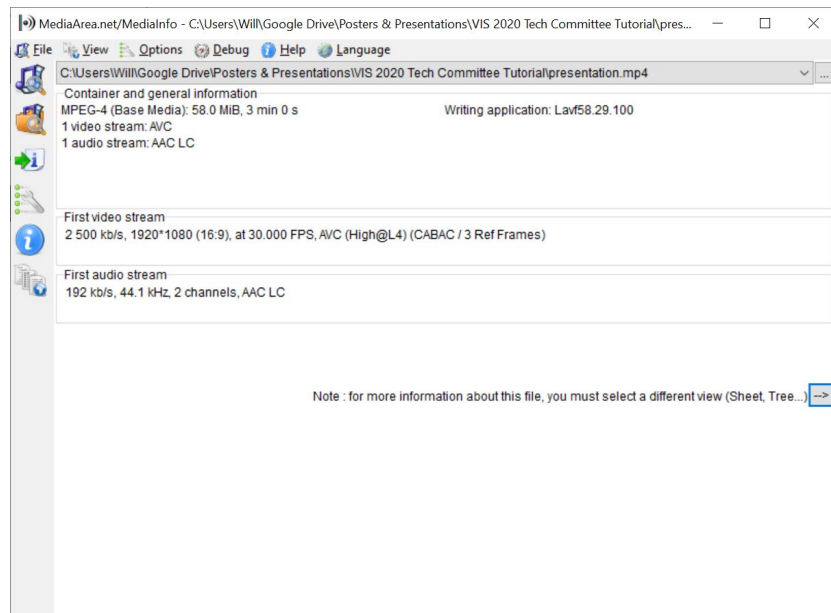 MediaArea.net/MediaInfo - C:\Users\Will\Google Drive\Posters & Presentations\VIS 2020 Tech Committee Tutorial\pres...
File View Options Debug Help Language
C:\Users\Will\Google Drive\Posters & Presentations\VIS 2020 Tech Committee Tutorial\presentation.mp4
...
Container and general information
MPEG-4 (Base Media): 58.0 MiB, 3 min 0 s Writing application: Lavf58.29.100
1 video stream: AVC
1 audio stream: AAC LC
First video stream
2 500 kb/s, 1920*1080 (16:9), at 30.000 FPS, AVC (High@L4) (CABAC / 3 Ref Frames)
First audio stream
192 kb/s, 44.1 kHz, 2 channels, AAC LC
Note : for more information about this file, you must select a different view (Sheet, Tree...) -->